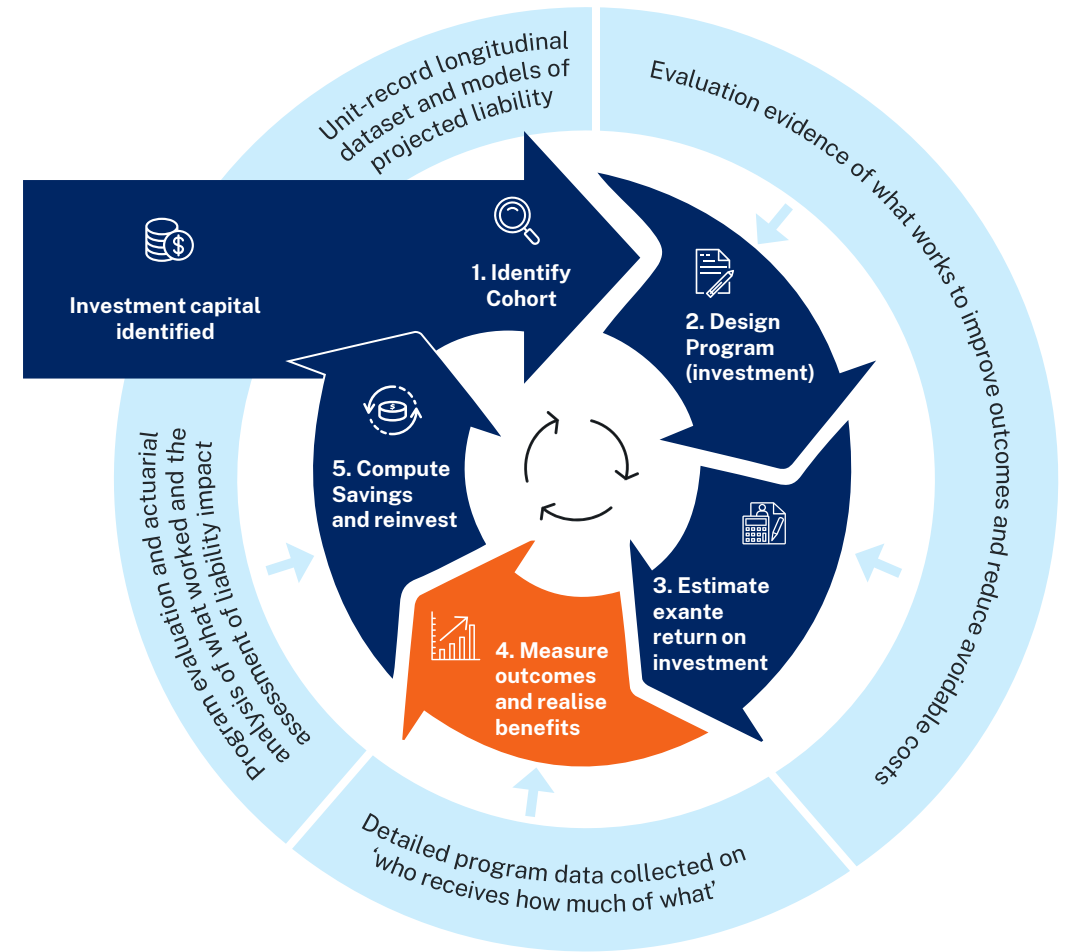 Unit-record longitudinal
dataset and models of
projected liability
Evaluation evidence of what works to improve outcomes and reduce avoidable costs
Investment capital
identified
$
1. Identify
Cohort
2. Design
Program
(investment)
3. Estimate
exante
return on
investment
4. Measure
outcomes
and realise
benefits
$
5. Compute
Savings
and reinvest
Detailed program data collected on
‘who receives how much of what’
Program evaluation and actuarial
analysis of what worked and the
assessment of liability impact